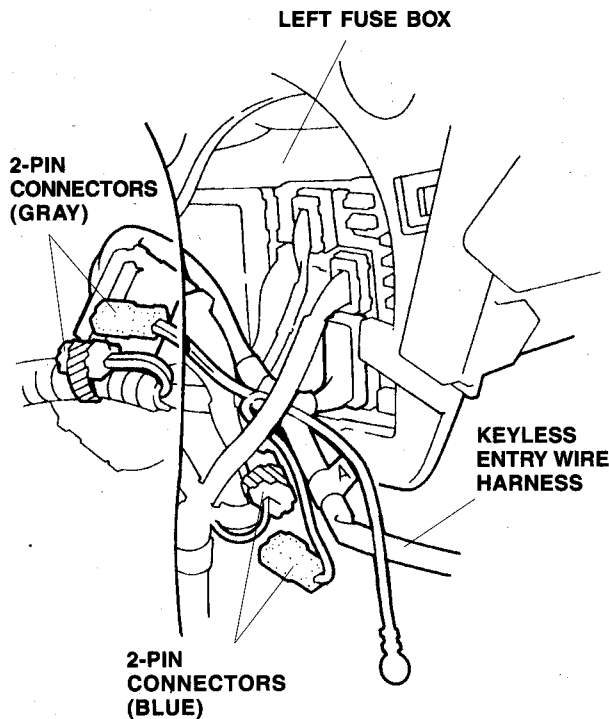 LEFT FUSE BOX
2-PIN
CONNECTORS
(GRAY)
A
KEYLESS
ENTRY WIRE
HARNESS
2-PIN
CONNECTORS
(BLUE)